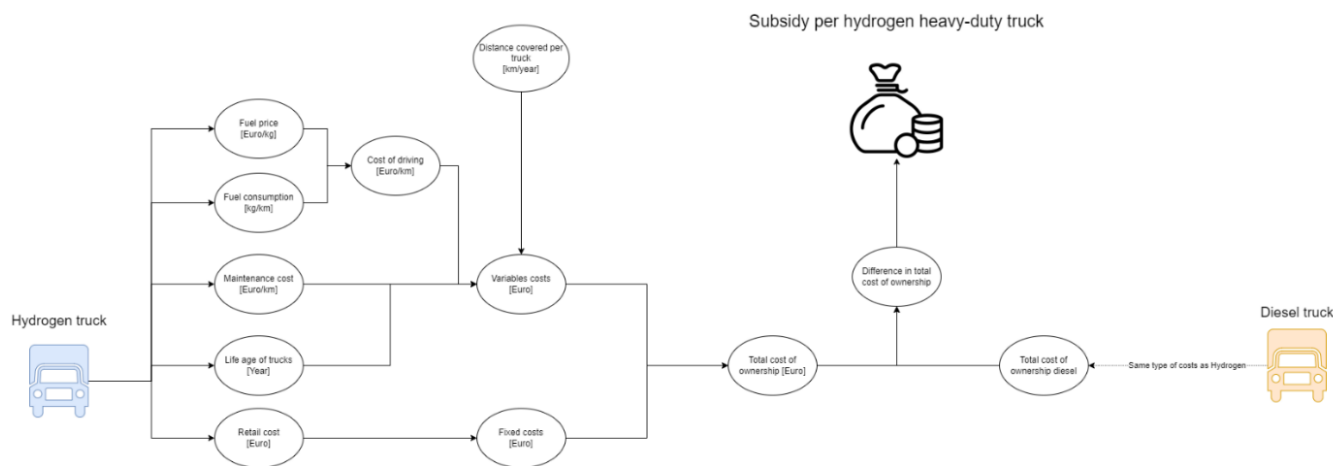 Subsidy per hydrogen heavy-duty truck
Distance covered per
truck
[km/year]
Fuel price
[Euro/kg]
Cost of driving
[Euro/km]
Fuel consumption
[kg/km]
Maintenance cost
[Euro/km]
Variables costs
[Euro]
Difference in total
cost of ownership
Hydrogen truck
Diesel truck
Life age of trucks
[Year]
Total cost of
ownership [Euro]
Total cost of
ownership diesel
Same type of costs as Hydrogen
Retail cost
[Euro]
Fixed costs
[Euro]